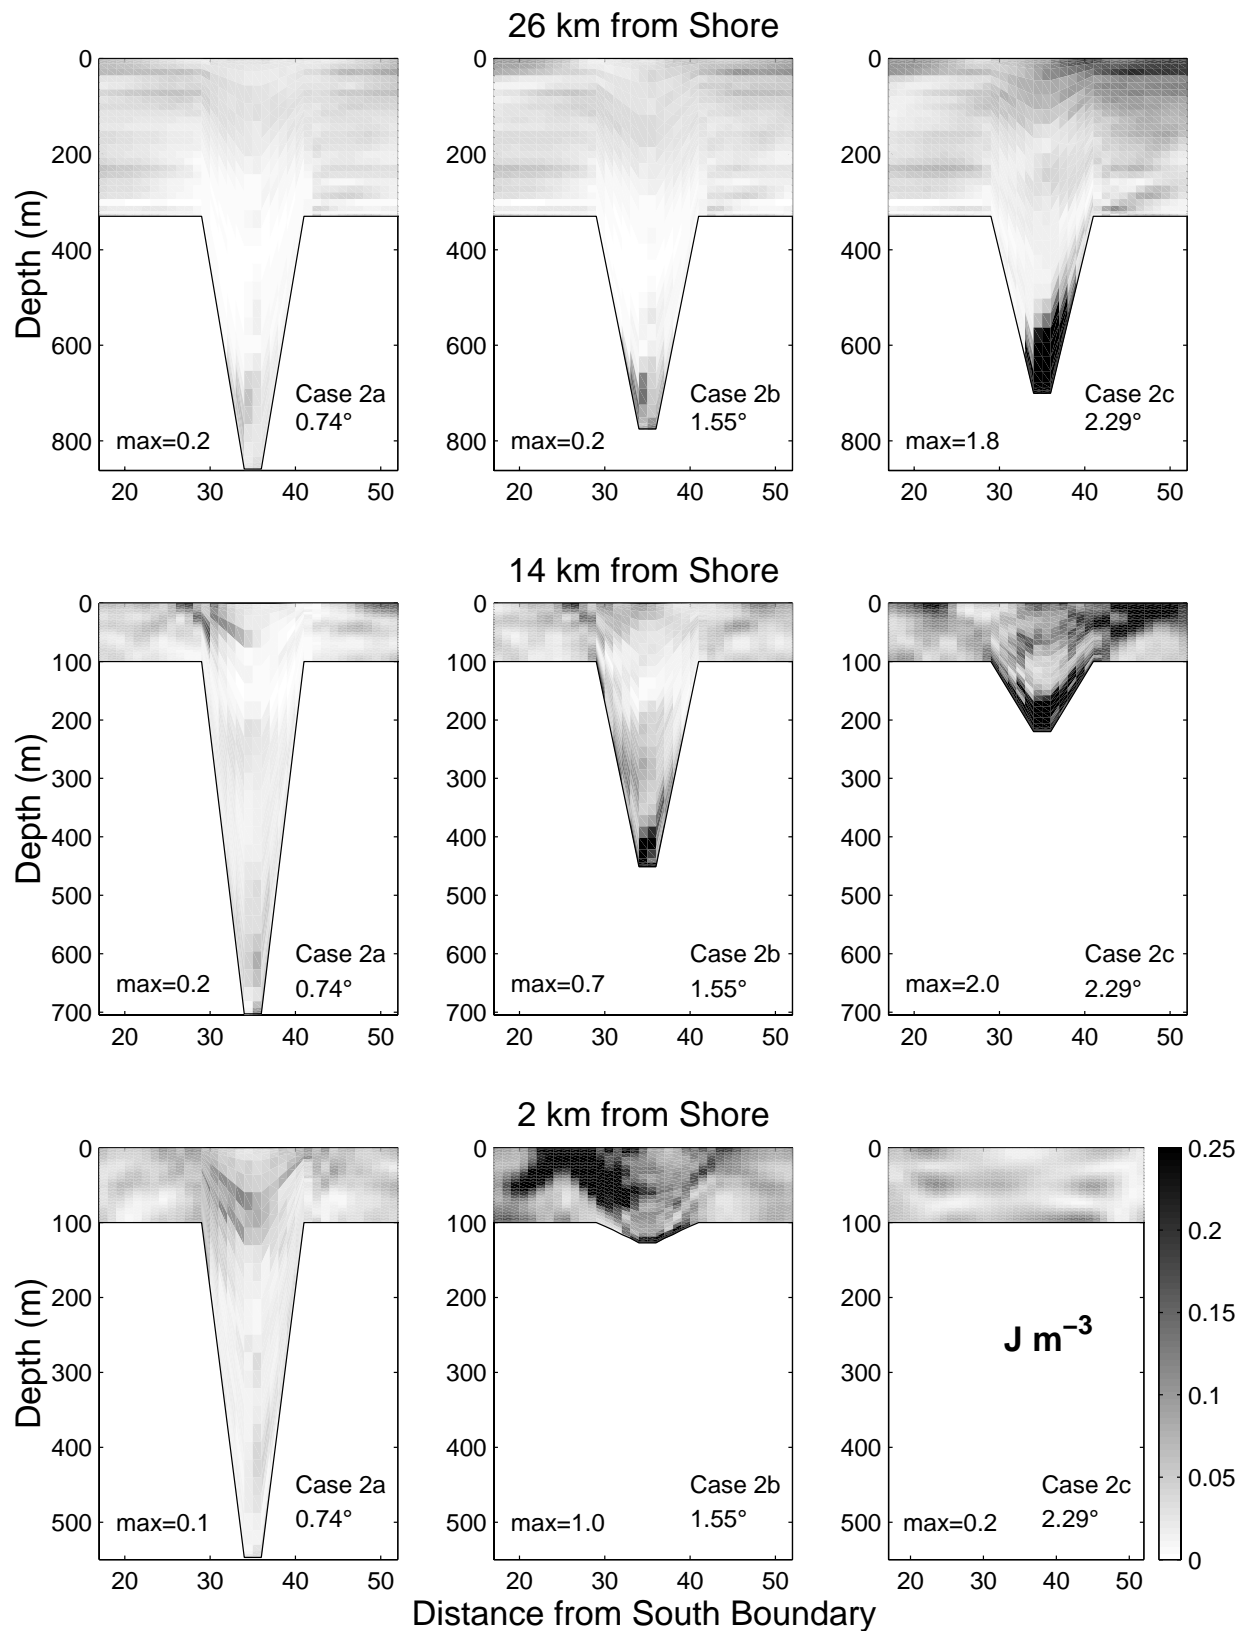 26 km from Shore
0
200
400
600
800
Depth (m)
max=0.2
Case 2a
0.74°
20 30 40 50
0
200
400
600
800
max=0.2
Case 2b
1.55°
20 30 40 50
0
200
400
600
800
max=1.8
Case 2c
2.29°
20 30 40 50
14 km from Shore
0
100
200
300
400
500
600
700
Depth (m)
max=0.2
Case 2a
0.74°
20 30 40 50
0
100
200
300
400
500
600
700
max=0.7
Case 2b
1.55°
20 30 40 50
0
100
200
300
400
500
600
700
max=2.0
Case 2c
2.29°
20 30 40 50
2 km from Shore
0
100
200
300
400
500
Depth (m)
max=0.1
Case 2a
0.74°
20 30 40 50
0
100
200
300
400
500
max=1.0
Case 2b
1.55°
20 30 40 50
0
100
200
300
400
500
J m⁻³
max=0.2
Case 2c
2.29°
20 30 40 50
0.25
0.2
0.15
0.1
0.05
0
Distance from South Boundary